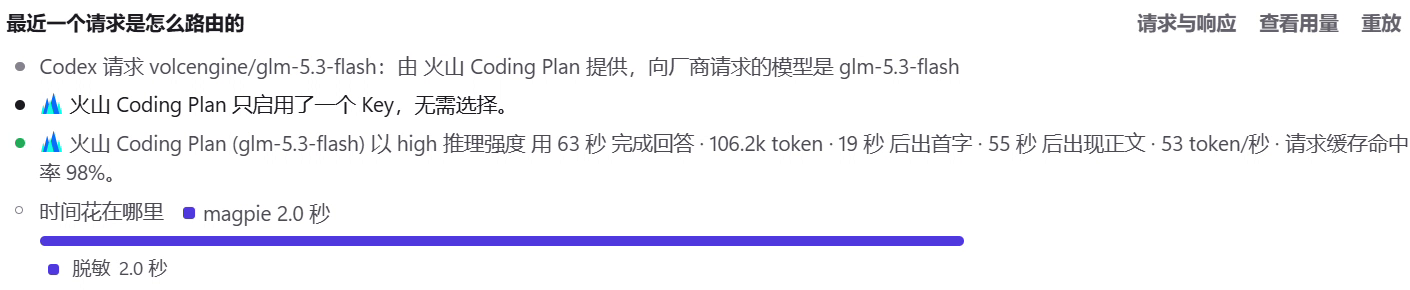 最近一个请求是怎么路由的 请求与响应 查看用量 重放
Codex 请求 volcengine/glm-5.3-flash：由 火山 Coding Plan 提供，向厂商请求的模型是 glm-5.3-flash
火山 Coding Plan 只启用了一个 Key，无需选择。
火山 Coding Plan (glm-5.3-flash) 以 high 推理强度 用 63 秒 完成回答 · 106.2k token · 19 秒 后出首字 · 55 秒 后出现正文 · 53 token/秒 · 请求缓存命中
率 98%。
时间花在哪里 magpie 2.0 秒
脱敏 2.0 秒